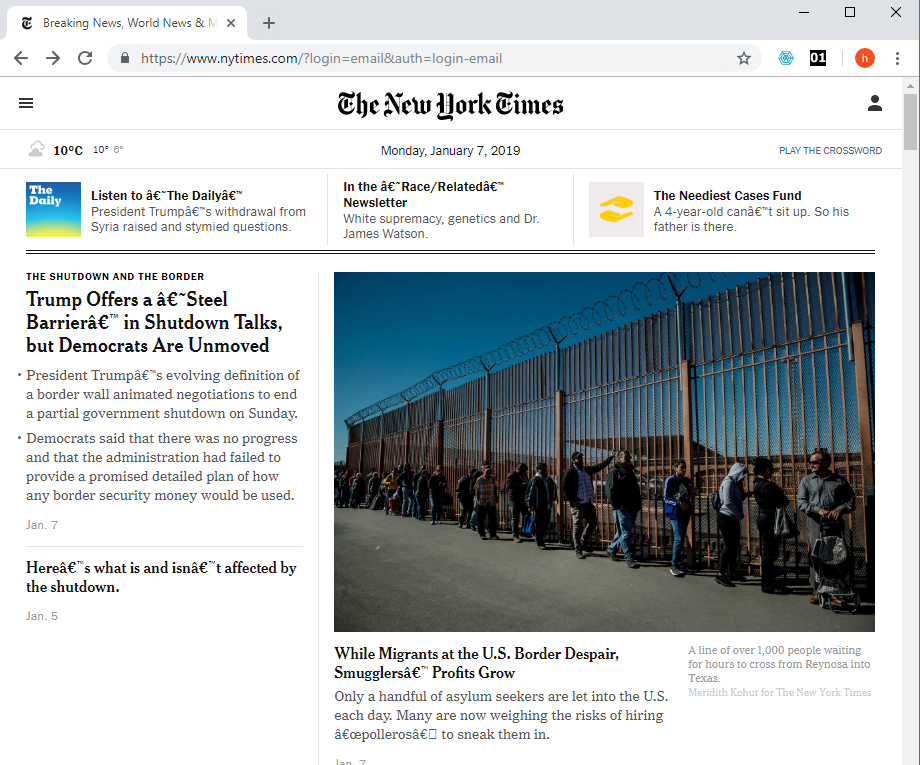 Breaking News, World News & M
https://www.nytimes.com/?login=email&auth=login-email
01
h
The New York Times
10°C 10° 6°
Monday, January 7, 2019
PLAY THE CROSSWORD
The
Daily
Listen to â€˜The Dailyâ€™
President Trumpâ€™s withdrawal from
Syria raised and stymied questions.
In the â€˜Race/Relatedâ€™
Newsletter
White supremacy, genetics and Dr.
James Watson.
The Neediest Cases Fund
A 4-year-old canâ€™t sit up. So his
father is there.
THE SHUTDOWN AND THE BORDER
Trump Offers a â€˜Steel
Barrierâ€™ in Shutdown Talks,
but Democrats Are Unmoved
• President Trumpâ€™s evolving definition of
a border wall animated negotiations to end
a partial government shutdown on Sunday.
• Democrats said that there was no progress
and that the administration had failed to
provide a promised detailed plan of how
any border security money would be used.
Jan. 7
Hereâ€™s what is and isnâ€™t affected by
the shutdown.
Jan. 5
While Migrants at the U.S. Border Despair,
Smugglersâ€™ Profits Grow
Only a handful of asylum seekers are let into the U.S.
each day. Many are now weighing the risks of hiring
â€œpollerosâ€ to sneak them in.
Jan. 7
A line of over 1,000 people waiting
for hours to cross from Reynosa into
Texas.
Meridith Kohut for The New York Times